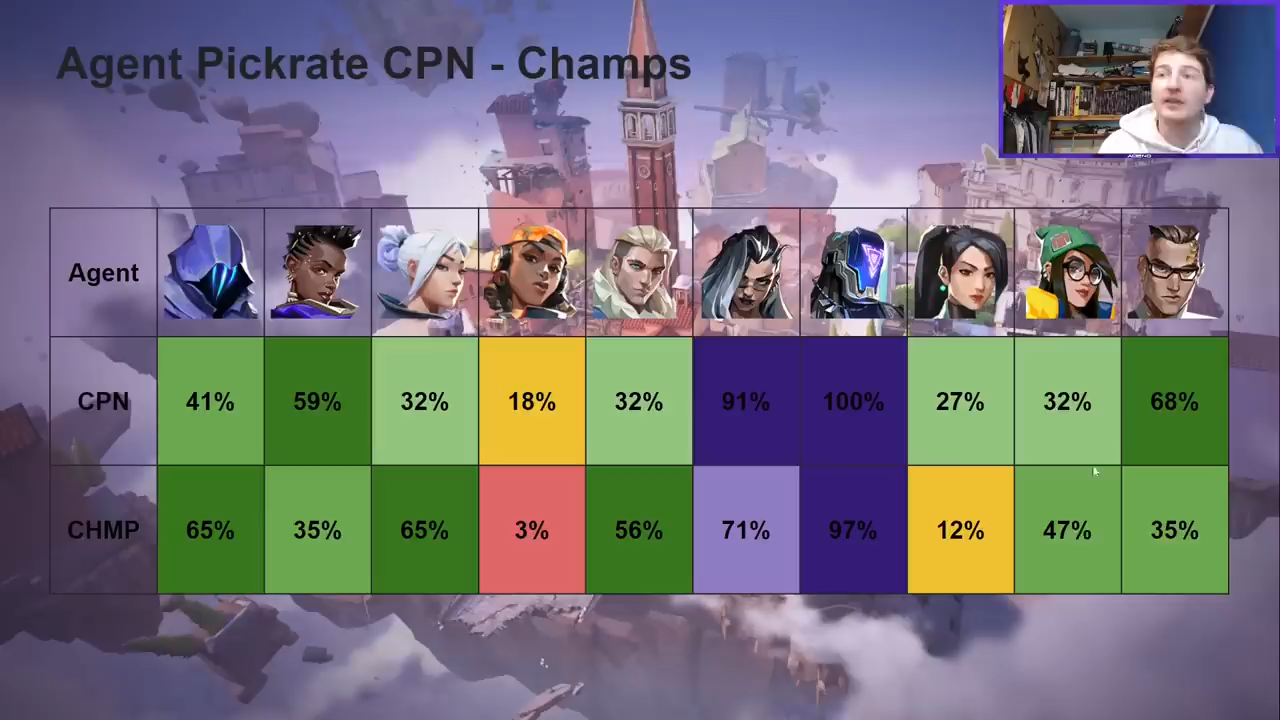 Agent Pickrate CPN - Champs
Agent
CPN 41% 59% 32% 18% 32% 91% 100% 27% 32% 68%
CHMP 65% 35% 65% 3% 56% 71% 97% 12% 47% 35%